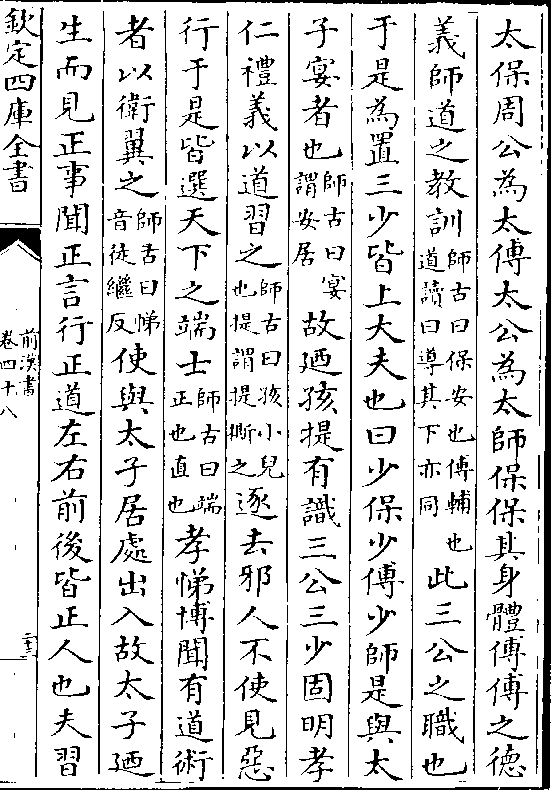 太保周公為太傅太公為太師保保其身體傅傅之德
義師道之教訓師古曰保安也傅輔也道讀曰導其下亦同此三公之職也
于是為置三少皆上大夫也曰少保少傅少師是與太
子宴者也師古曰宴謂安居故廼孩提有識三公三少固明孝
仁禮義以道習之師古曰孩小兒也提謂提撕之逐去邪人不使見惡
行于是皆選天下之端士師古曰端正也直也孝悌博聞有道術
者以衛翼之師古曰悌音徒繼反使與太子居處出入故太子廼
生而見正事聞正言行正道左右前後皆正人也夫習
欽定四庫全書
前漢書
卷四十八